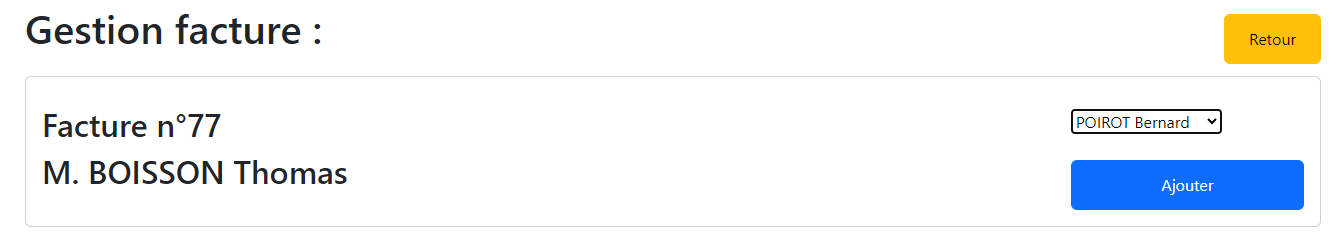 Gestion facture :
Retour
Facture n°77
POIROT Bernard
M. BOISSON Thomas
Ajouter